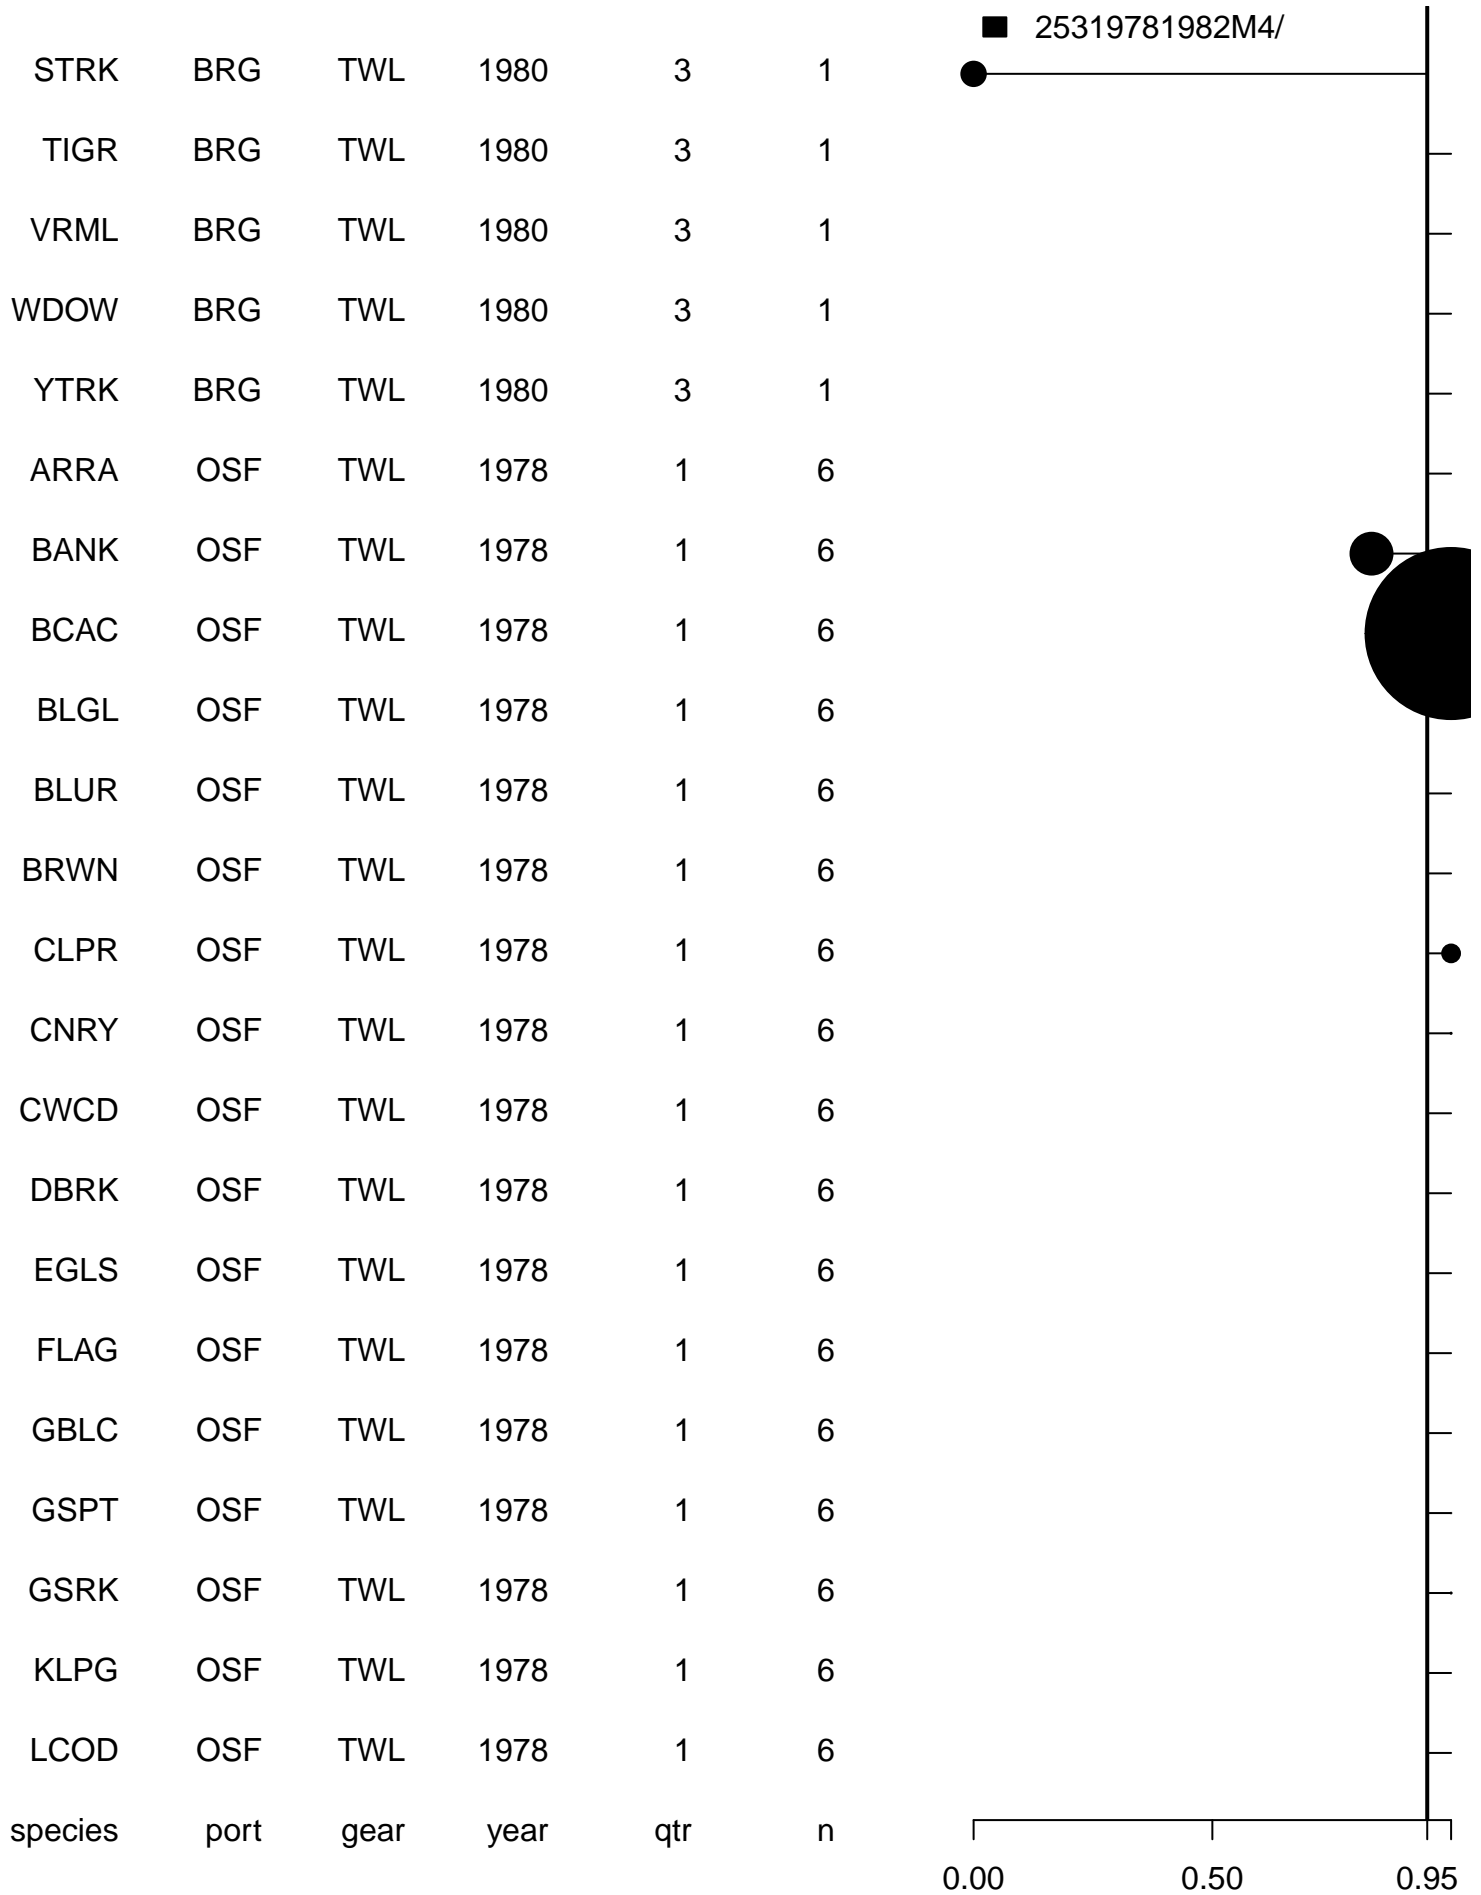 25319781982M4/
STRK BRG TWL 1980 3 1
TIGR BRG TWL 1980 3 1
VRML BRG TWL 1980 3 1
WDOW BRG TWL 1980 3 1
YTRK BRG TWL 1980 3 1
ARRA OSF TWL 1978 1 6
BANK OSF TWL 1978 1 6
BCAC OSF TWL 1978 1 6
BLGL OSF TWL 1978 1 6
BLUR OSF TWL 1978 1 6
BRWN OSF TWL 1978 1 6
CLPR OSF TWL 1978 1 6
CNRY OSF TWL 1978 1 6
CWCD OSF TWL 1978 1 6
DBRK OSF TWL 1978 1 6
EGLS OSF TWL 1978 1 6
FLAG OSF TWL 1978 1 6
GBLC OSF TWL 1978 1 6
GSPT OSF TWL 1978 1 6
GSRK OSF TWL 1978 1 6
KLPG OSF TWL 1978 1 6
LCOD OSF TWL 1978 1 6
species port gear year qtr n
0.00 0.50 0.95